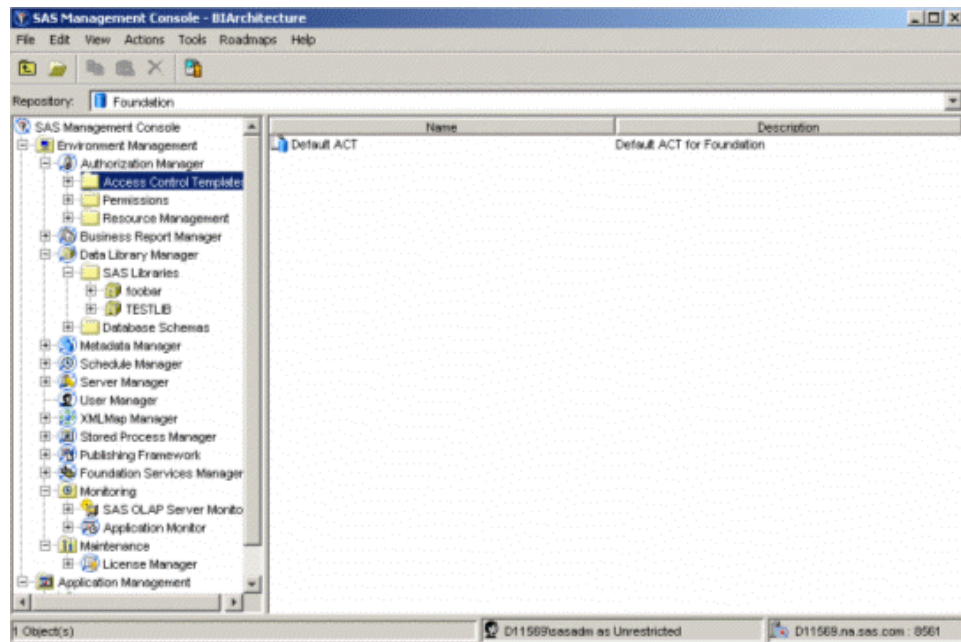 SAS Management Console - BIArchitecture
File Edit View Actions Tools Roadmaps Help
Repository: Foundation
SAS Management Console
Environment Management
Authorization Manager
Access Control Templates
Permissions
Resource Management
Business Report Manager
Data Library Manager
SAS Libraries
foobar
TESTLIB
Database Schemas
Metadata Manager
Schedule Manager
Server Manager
User Manager
XMLMap Manager
Stored Process Manager
Publishing Framework
Foundation Services Manager
Monitoring
SAS OLAP Server Monito
Application Monitor
Maintenance
License Manager
Application Management
Name Description
Default ACT Default ACT for Foundation
1 Object(s) D11569\sasadm as Unrestricted D11569.na.sas.com : 8561